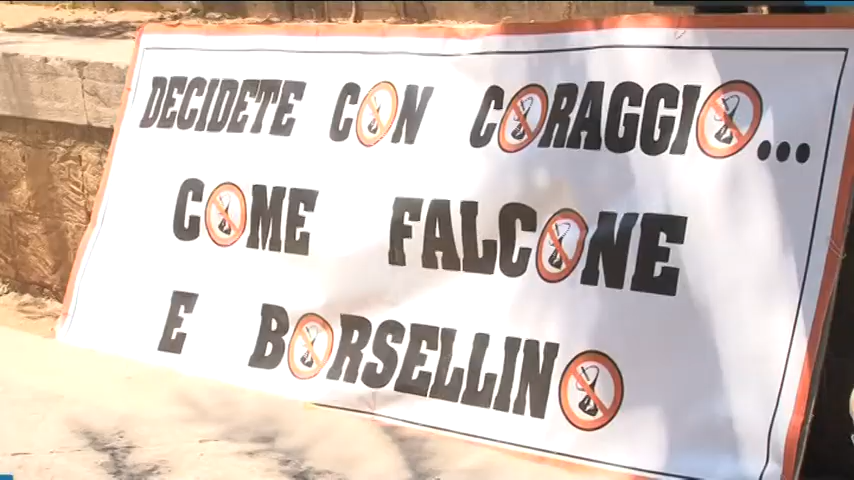 DECIDETE CON CORAGGIO...
COME FALCONE
E BORSELLINO